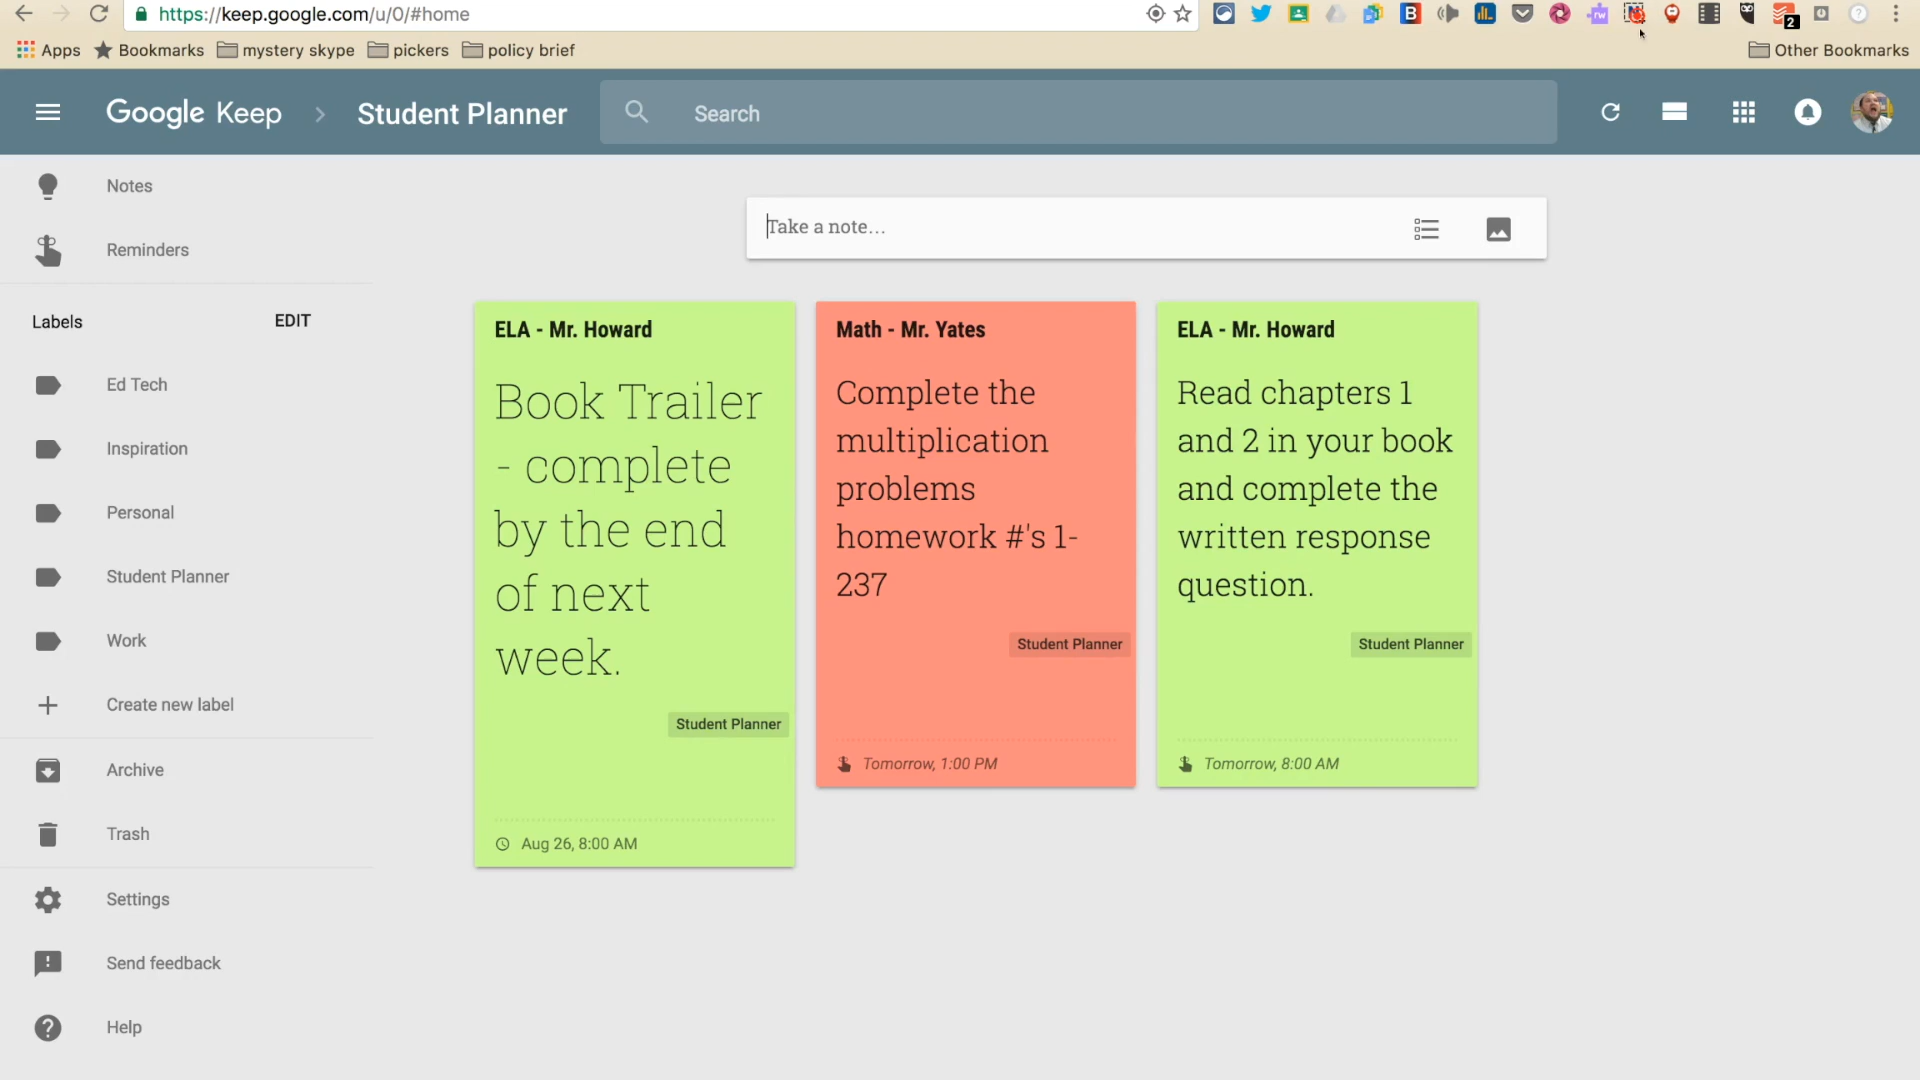 https://keep.google.com/u/0/#home
Apps Bookmarks mystery skype pickers policy brief Other Bookmarks
2
Google Keep Student Planner Search
Notes
Reminders
Labels EDIT
Ed Tech
Inspiration
Personal
Student Planner
Work
Create new label
Archive
Trash
Settings
Send feedback
Help
Take a note...
ELA - Mr. Howard
Book Trailer
- complete
by the end
of next
week.
Student Planner
Aug 26, 8:00 AM
Math - Mr. Yates
Complete the
multiplication
problems
homework #'s 1-
237
Student Planner
Tomorrow, 1:00 PM
ELA - Mr. Howard
Read chapters 1
and 2 in your book
and complete the
written response
question.
Student Planner
Tomorrow, 8:00 AM